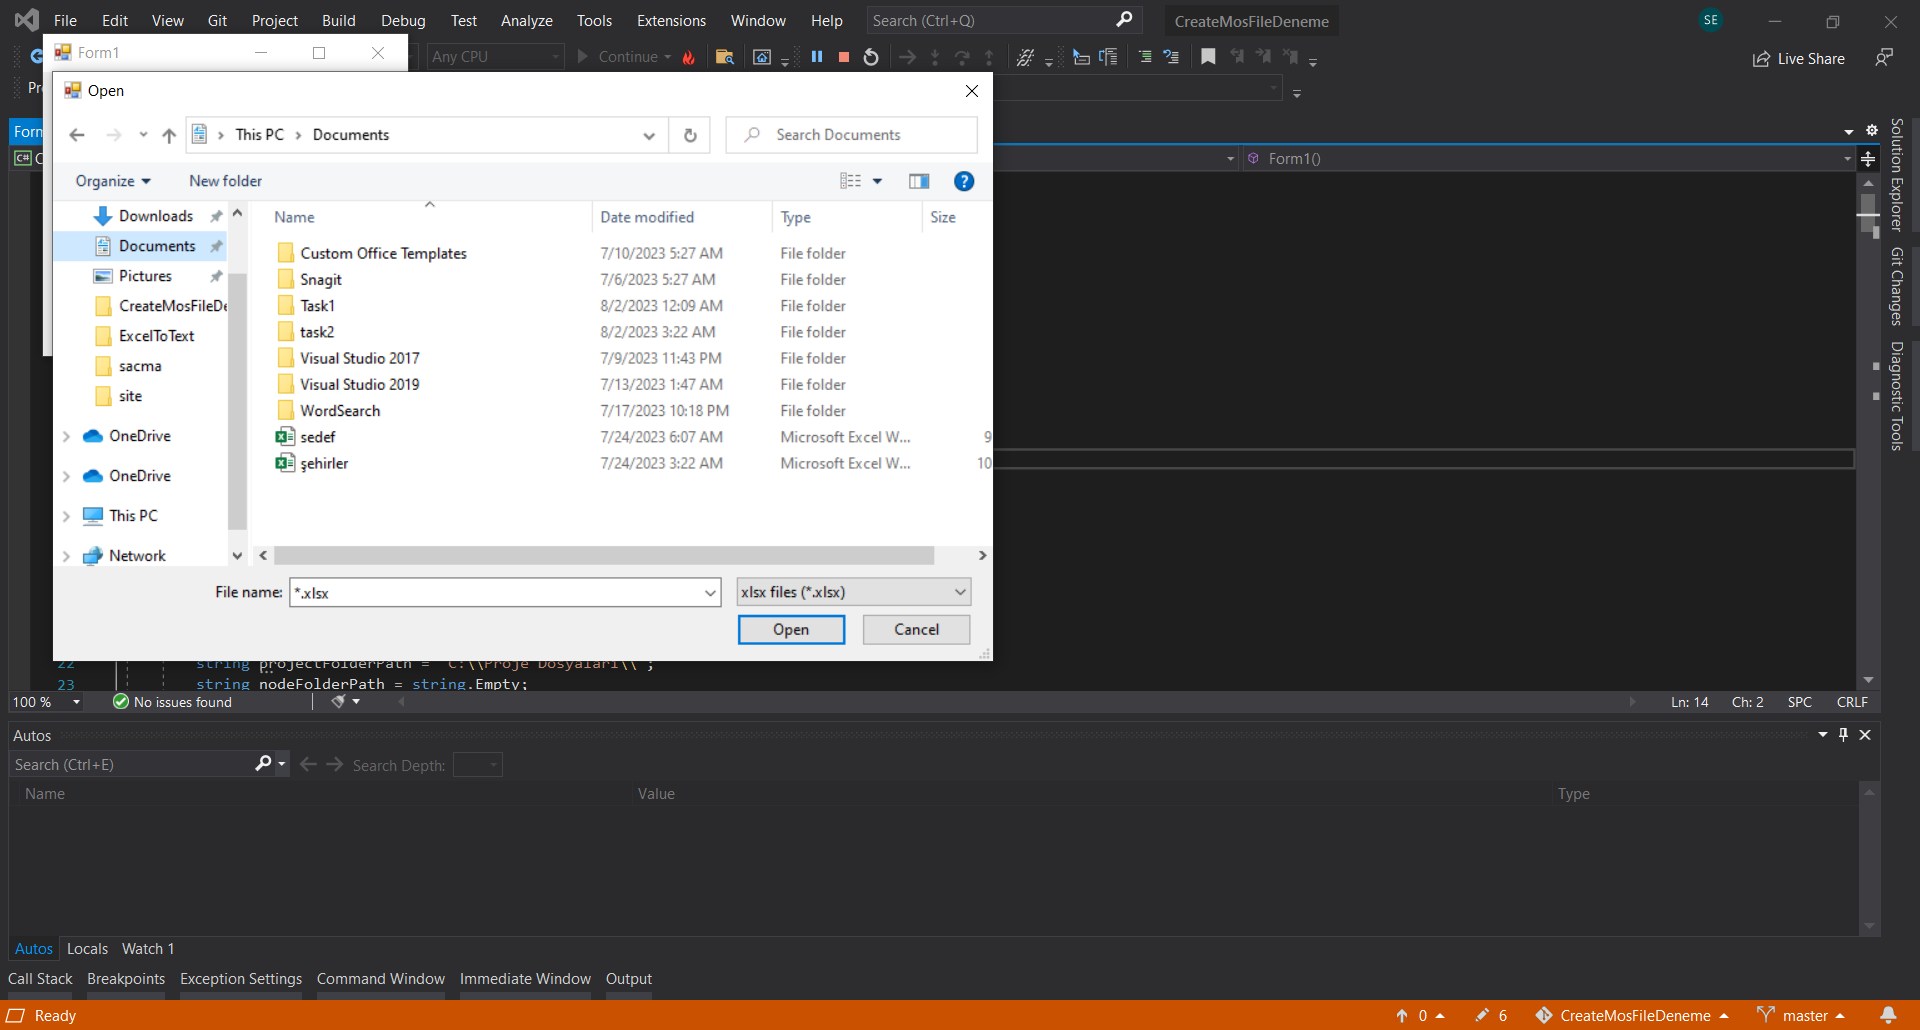 File Edit View Git Project Build Debug Test Analyze Tools Extensions Window Help Search (Ctrl+Q) CreateMosFileDeneme SE
Form1
Any CPU Continue Live Share
Open
This PC › Documents
Search Documents
Organize New folder
Name Date modified Type Size
Downloads
Documents
Pictures
CreateMosFileDe
ExcelToText
sacma
site
OneDrive
OneDrive
This PC
Network
Custom Office Templates 7/10/2023 5:27 AM File folder
Snagit 7/6/2023 5:27 AM File folder
Task1 8/2/2023 12:09 AM File folder
task2 8/2/2023 3:22 AM File folder
Visual Studio 2017 7/9/2023 11:43 PM File folder
Visual Studio 2019 7/13/2023 1:47 AM File folder
WordSearch 7/17/2023 10:18 PM File folder
sedef 7/24/2023 6:07 AM Microsoft Excel W... 9
şehirler 7/24/2023 3:22 AM Microsoft Excel W... 10
File name: *.xlsx xlsx files (*.xlsx)
Open Cancel
Form
C# C
Form1()
Solution Explorer
Git Changes
Diagnostic Tools
22 string projectFolderPath = "C:\\Proje Dosyaları\\";
23 string nodeFolderPath = string.Empty;
100 % No issues found Ln: 14 Ch: 2 SPC CRLF
Autos
Search (Ctrl+E) Search Depth:
Name Value Type
Autos Locals Watch 1
Call Stack Breakpoints Exception Settings Command Window Immediate Window Output
Ready 0 6 CreateMosFileDeneme master